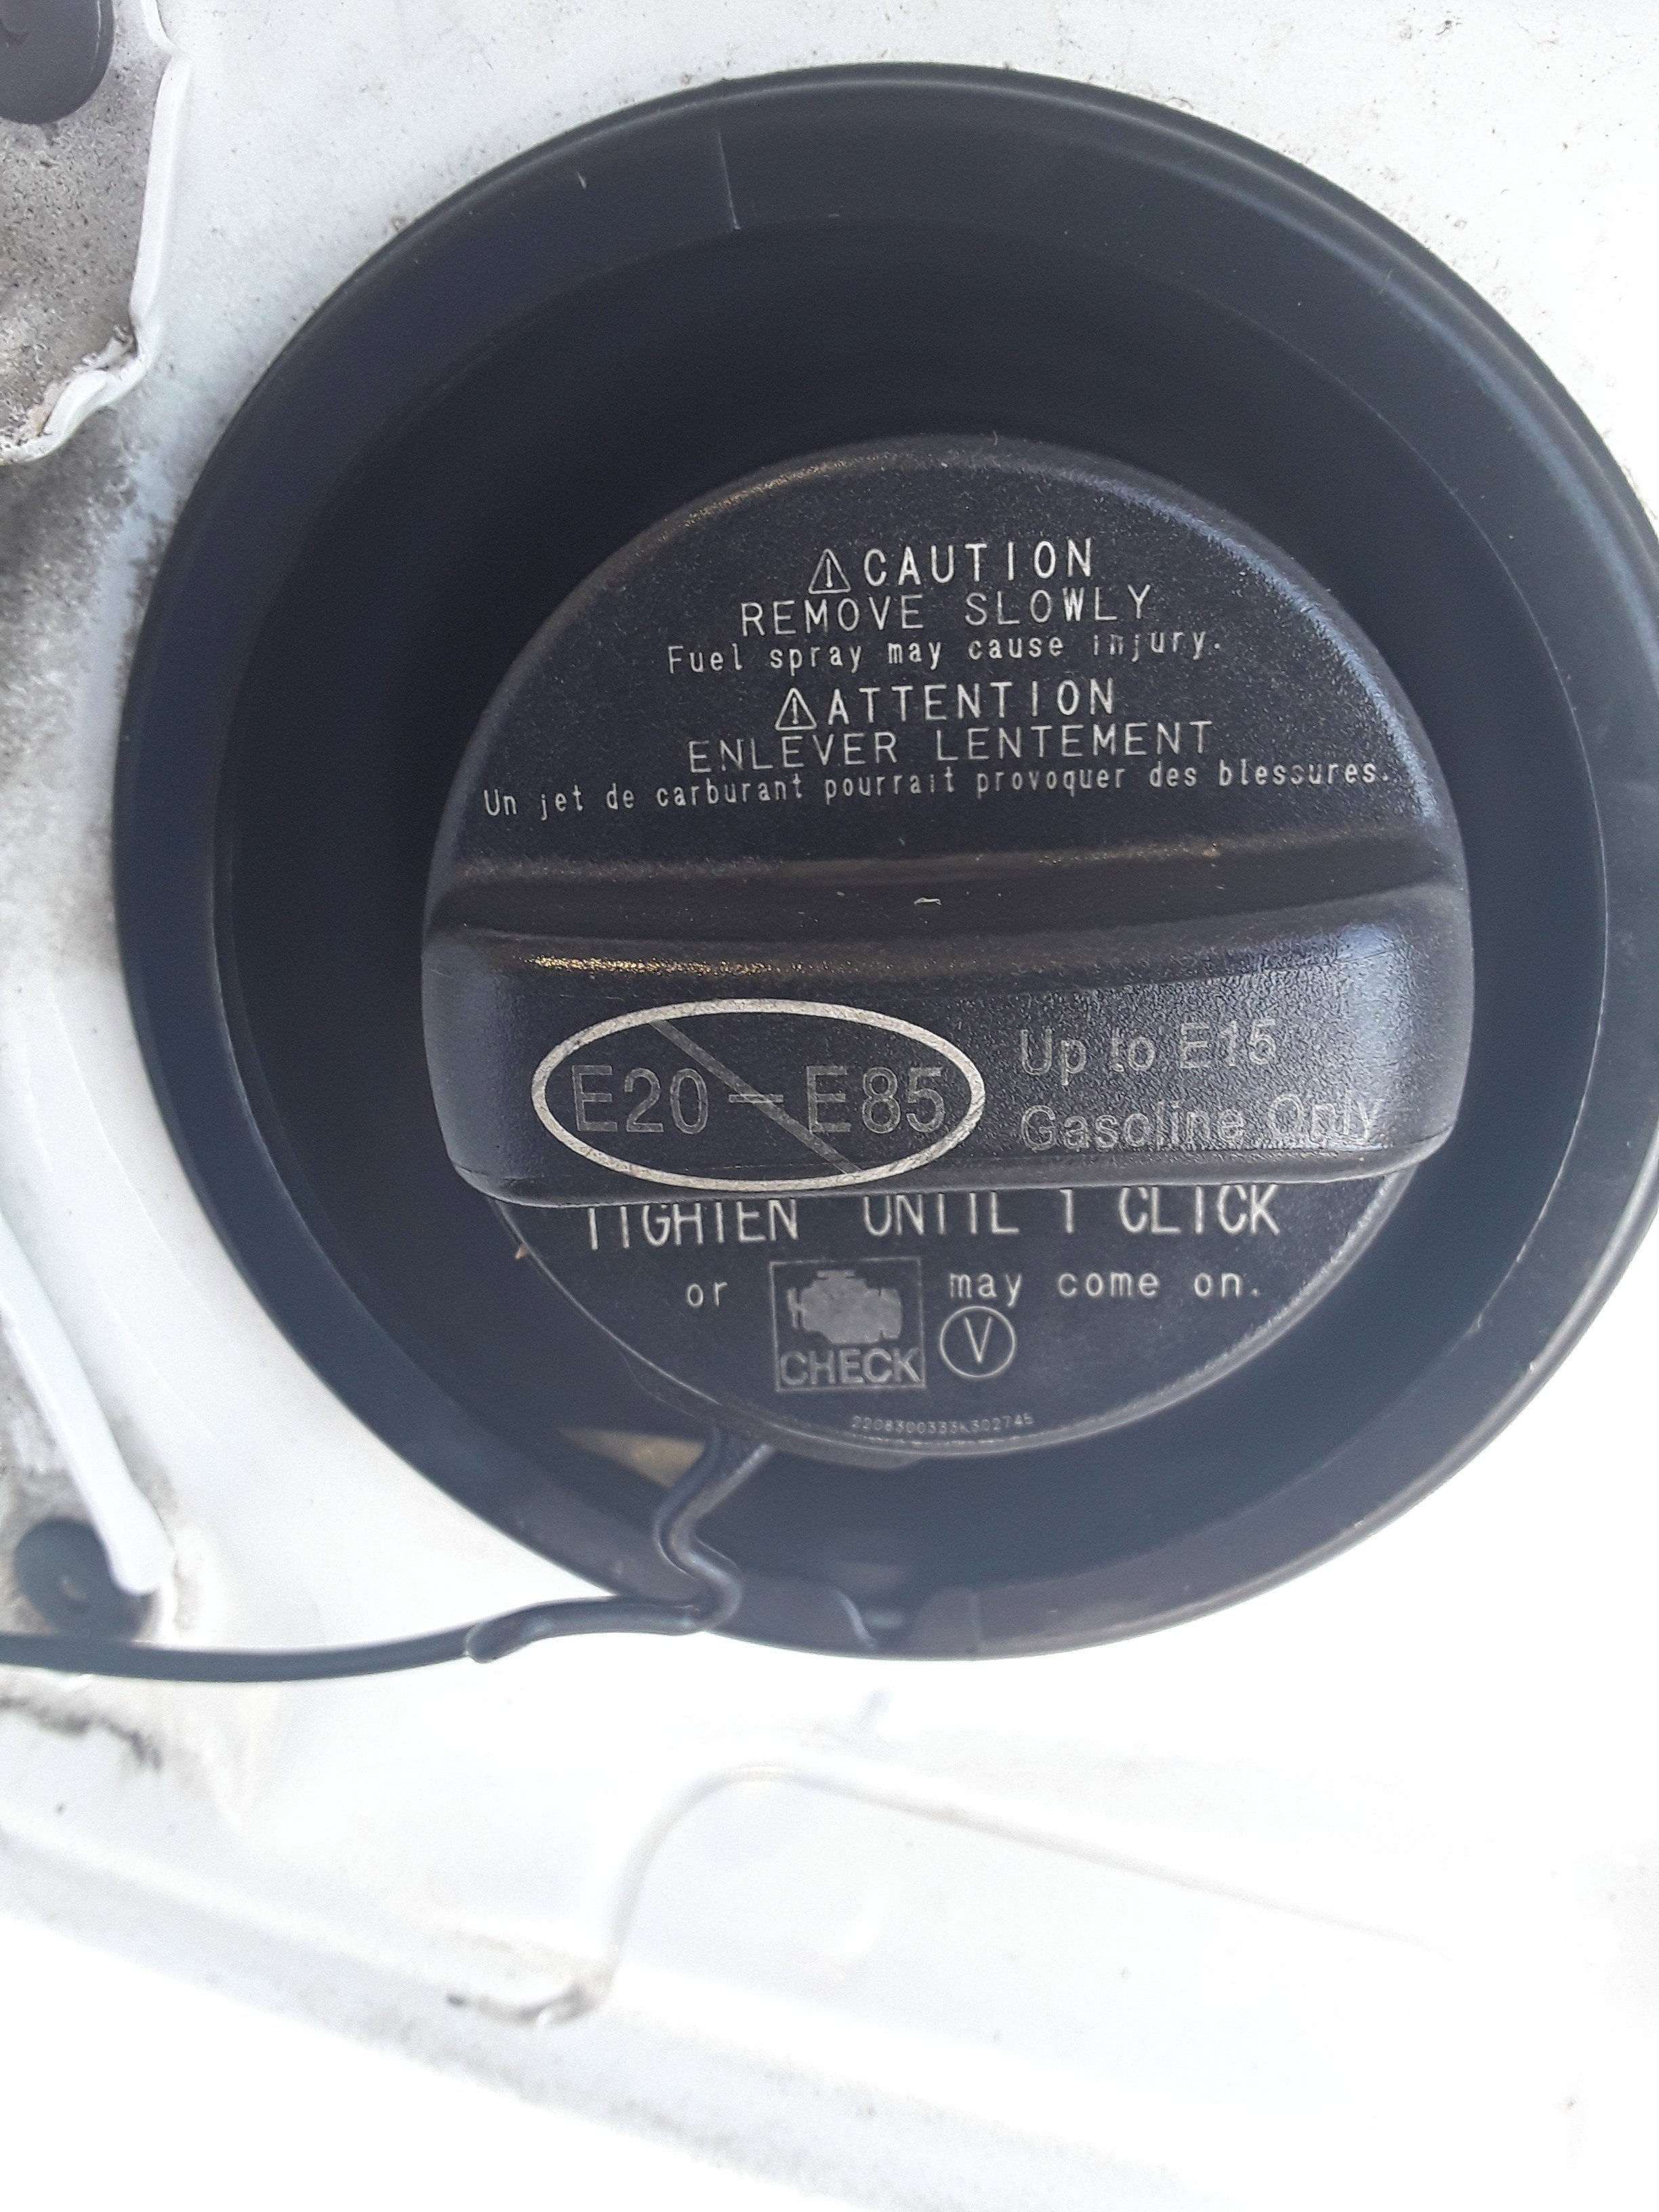 CAUTION
REMOVE SLOWLY
Fuel spray may cause injury.
ATTENTION
ENLEVER LENTEMENT
Un jet de carburant pourrait provoquer des blessures.
E20-E85
Up to E15
Gasoline Only
TIGHTEN UNTIL 1 CLICK
or CHECK may come on.
V
2208300333K302745